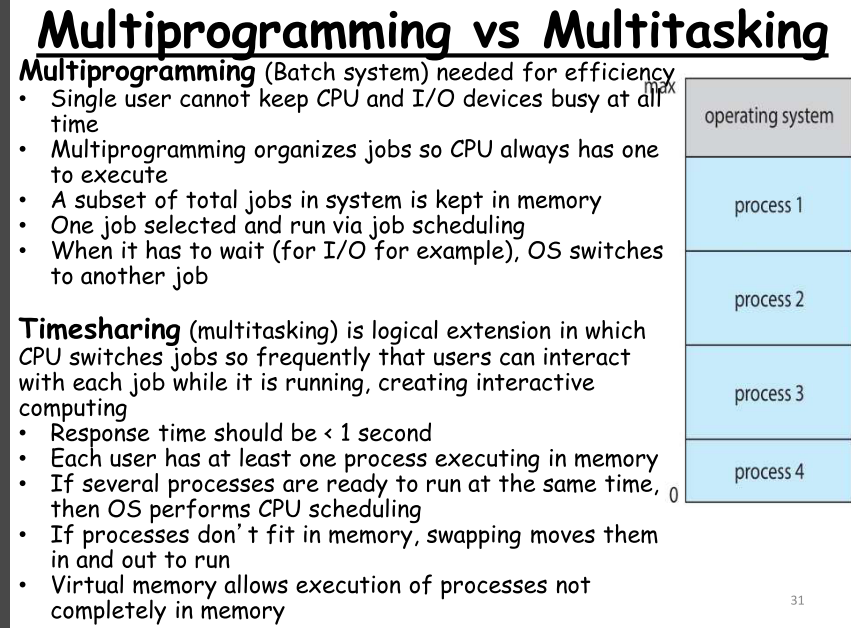 Multiprogramming vs Multitasking
Multiprogramming (Batch system) needed for efficiency
• Single user cannot keep CPU and I/O devices busy at all
time
• Multiprogramming organizes jobs so CPU always has one
to execute
• A subset of total jobs in system is kept in memory
• One job selected and run via job scheduling
• When it has to wait (for I/O for example), OS switches
to another job
Timesharing (multitasking) is logical extension in which
CPU switches jobs so frequently that users can interact
with each job while it is running, creating interactive
computing
• Response time should be < 1 second
• Each user has at least one process executing in memory
• If several processes are ready to run at the same time,
then OS performs CPU scheduling
• If processes don’t fit in memory, swapping moves them
in and out to run
• Virtual memory allows execution of processes not
completely in memory
max
operating system
process 1
process 2
process 3
process 4
0
31